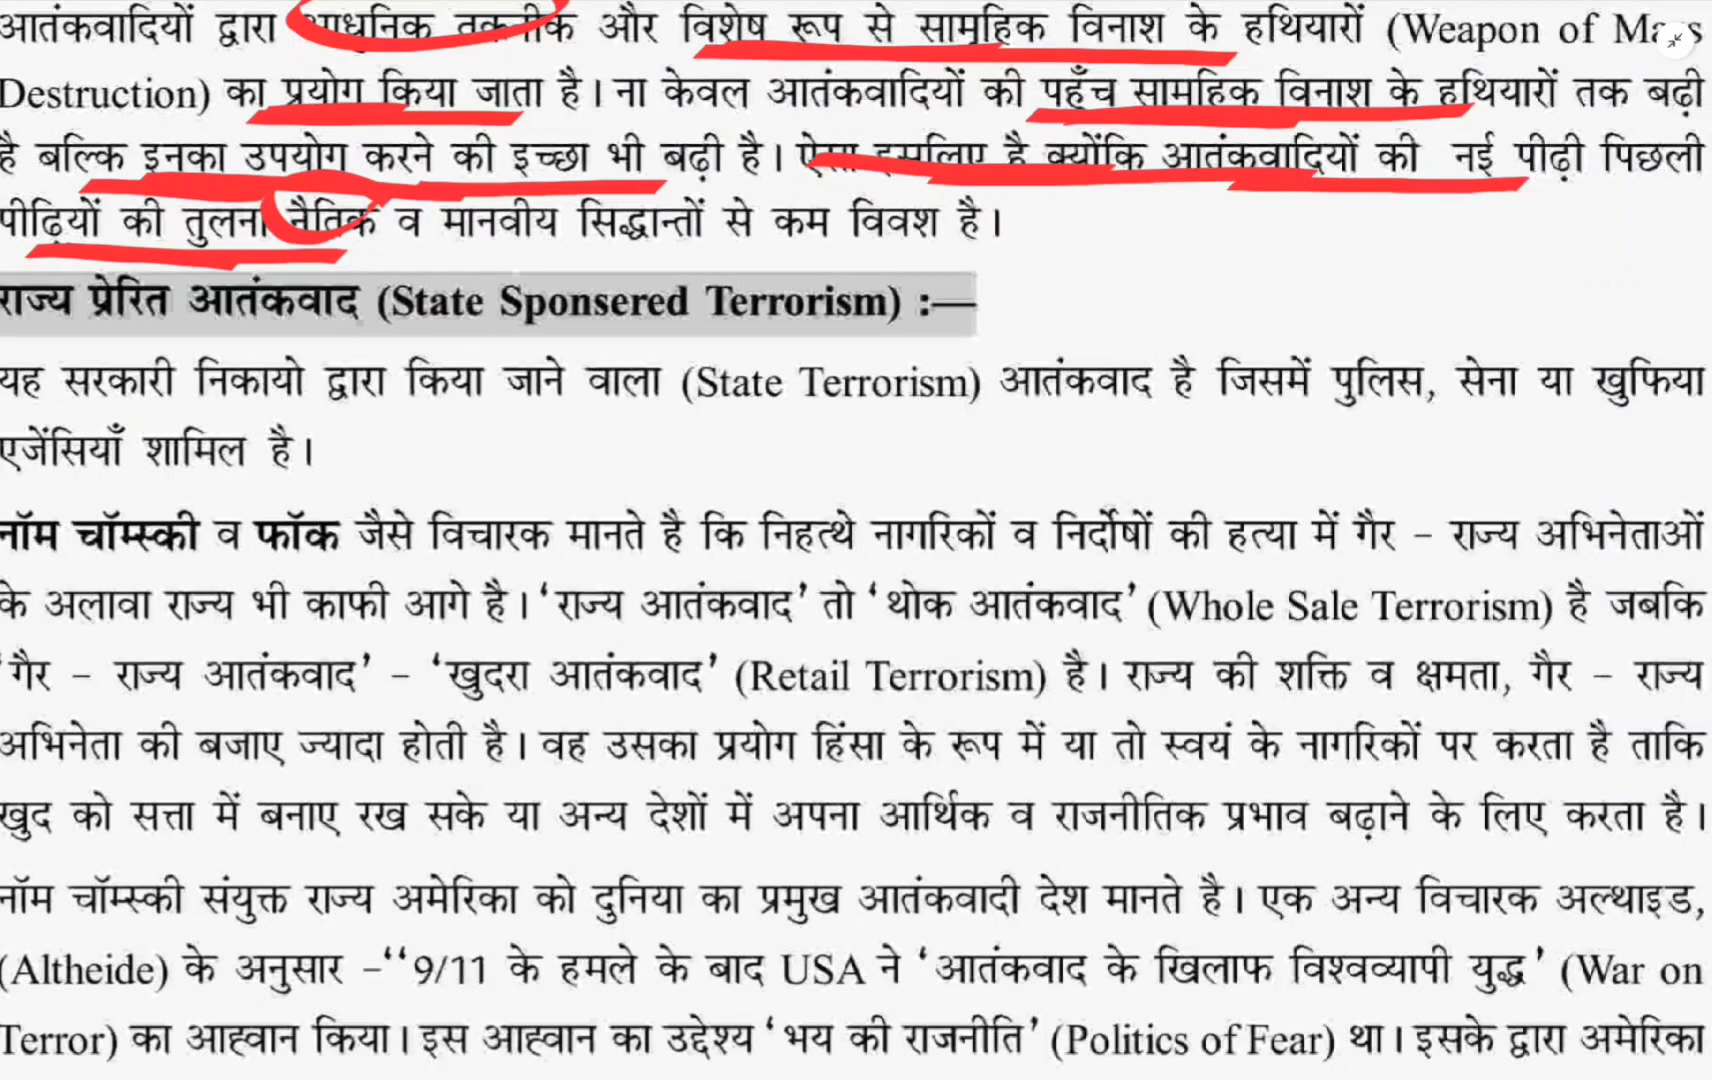 आतंकवादियों द्वारा आधुनिक तकनीक और विशेष रूप से सामूहिक विनाश के हथियारों (Weapon of Mass
Destruction) का प्रयोग किया जाता है। ना केवल आतंकवादियों की पहुँच सामूहिक विनाश के हथियारों तक बढ़ी
है बल्कि इनका उपयोग करने की इच्छा भी बढ़ी है। ऐसा इसलिए है क्योंकि आतंकवादियों की नई पीढ़ी पिछली
पीढ़ियों की तुलना नैतिक व मानवीय सिद्धान्तों से कम विवश है।
राज्य प्रेरित आतंकवाद (State Sponsered Terrorism) :—
यह सरकारी निकायो द्वारा किया जाने वाला (State Terrorism) आतंकवाद है जिसमें पुलिस, सेना या खुफिया
एजेंसियाँ शामिल है।
नॉम चॉम्स्की व फॉक जैसे विचारक मानते है कि निहत्थे नागरिकों व निर्दोषों की हत्या में गैर – राज्य अभिनेताओं
के अलावा राज्य भी काफी आगे है। ‘राज्य आतंकवाद’ तो ‘थोक आतंकवाद’ (Whole Sale Terrorism) है जबकि
‘गैर – राज्य आतंकवाद’ – ‘खुदरा आतंकवाद’ (Retail Terrorism) है। राज्य की शक्ति व क्षमता, गैर – राज्य
अभिनेता की बजाए ज्यादा होती है। वह उसका प्रयोग हिंसा के रूप में या तो स्वयं के नागरिकों पर करता है ताकि
खुद को सत्ता में बनाए रख सके या अन्य देशों में अपना आर्थिक व राजनीतिक प्रभाव बढ़ाने के लिए करता है।
नॉम चॉम्स्की संयुक्त राज्य अमेरिका को दुनिया का प्रमुख आतंकवादी देश मानते है। एक अन्य विचारक अल्थाइड,
(Altheide) के अनुसार –‘‘9/11 के हमले के बाद USA ने ‘आतंकवाद के खिलाफ विश्वव्यापी युद्ध’ (War on
Terror) का आह्वान किया। इस आह्वान का उद्देश्य ‘भय की राजनीति’ (Politics of Fear) था। इसके द्वारा अमेरिका